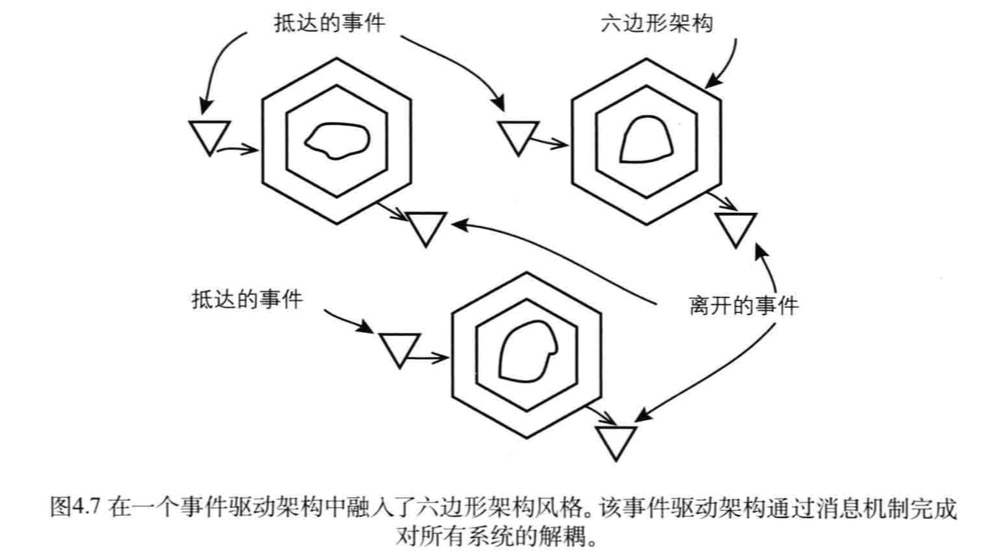 抵达的事件
六边形架构
抵达的事件
离开的事件
图4.7 在一个事件驱动架构中融入了六边形架构风格。该事件驱动架构通过消息机制完成
对所有系统的解耦。